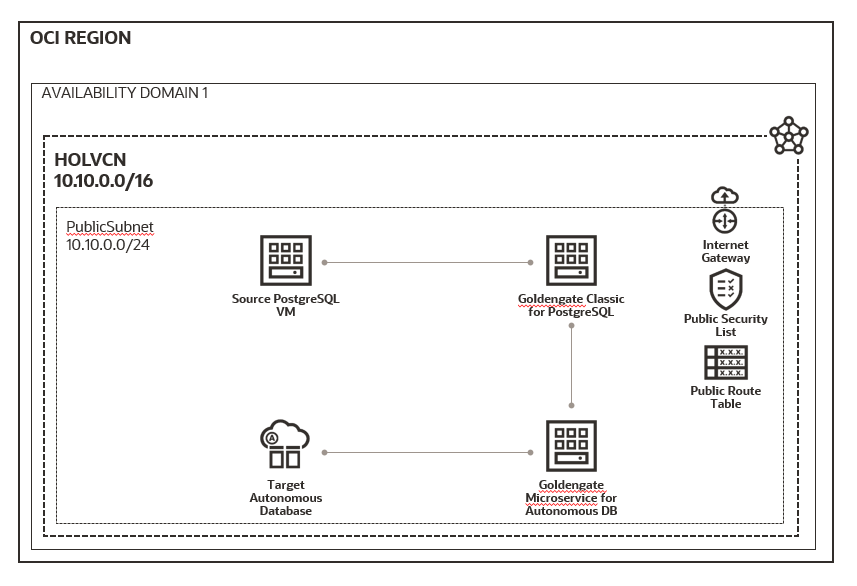 OCI REGION
AVAILABILITY DOMAIN 1
HOLVCN
10.10.0.0/16
PublicSubnet
10.10.0.0/24
Internet
Gateway
Source PostgreSQL
VM
Goldengate Classic
for PostgreSQL
Public Security
List
X.X.X.
X.X.X.
X.X.X.
Public Route
Table
A
Target
Autonomous
Database
Goldengate
Microservice for
Autonomous DB